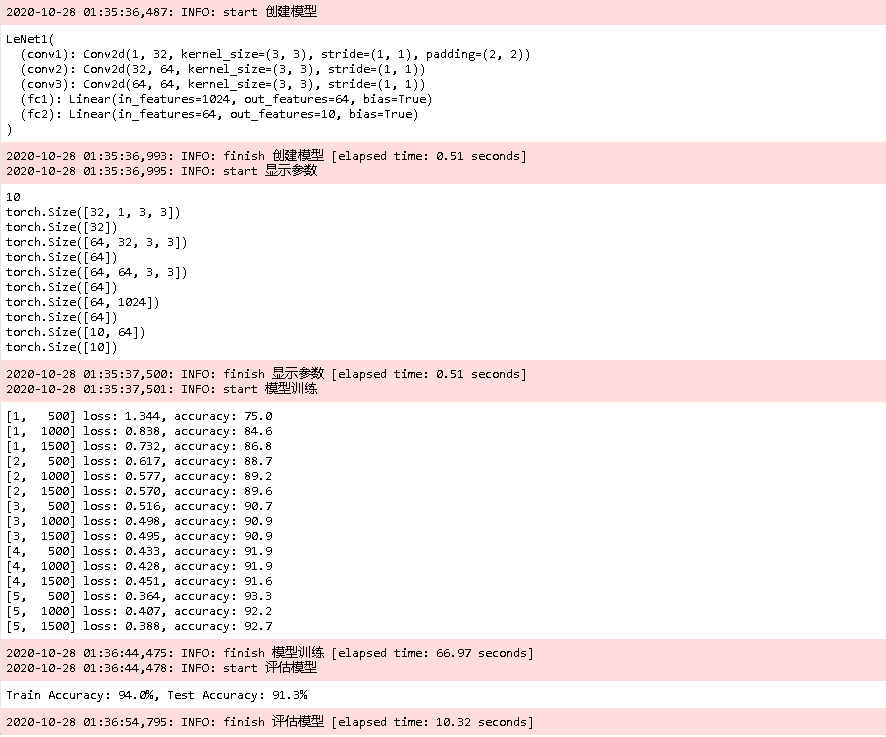 2020-10-28 01:35:36,487: INFO: start 创建模型
LeNet1(
  (conv1): Conv2d(1, 32, kernel_size=(3, 3), stride=(1, 1), padding=(2, 2))
  (conv2): Conv2d(32, 64, kernel_size=(3, 3), stride=(1, 1))
  (conv3): Conv2d(64, 64, kernel_size=(3, 3), stride=(1, 1))
  (fc1): Linear(in_features=1024, out_features=64, bias=True)
  (fc2): Linear(in_features=64, out_features=10, bias=True)
)
2020-10-28 01:35:36,993: INFO: finish 创建模型 [elapsed time: 0.51 seconds]
2020-10-28 01:35:36,995: INFO: start 显示参数
10
torch.Size([32, 1, 3, 3])
torch.Size([32])
torch.Size([64, 32, 3, 3])
torch.Size([64])
torch.Size([64, 64, 3, 3])
torch.Size([64])
torch.Size([64, 1024])
torch.Size([64])
torch.Size([10, 64])
torch.Size([10])
2020-10-28 01:35:37,500: INFO: finish 显示参数 [elapsed time: 0.51 seconds]
2020-10-28 01:35:37,501: INFO: start 模型训练
[1,   500] loss: 1.344, accuracy: 75.0
[1,  1000] loss: 0.838, accuracy: 84.6
[1,  1500] loss: 0.732, accuracy: 86.8
[2,   500] loss: 0.617, accuracy: 88.7
[2,  1000] loss: 0.577, accuracy: 89.2
[2,  1500] loss: 0.570, accuracy: 89.6
[3,   500] loss: 0.516, accuracy: 90.7
[3,  1000] loss: 0.498, accuracy: 90.9
[3,  1500] loss: 0.495, accuracy: 90.9
[4,   500] loss: 0.433, accuracy: 91.9
[4,  1000] loss: 0.428, accuracy: 91.9
[4,  1500] loss: 0.451, accuracy: 91.6
[5,   500] loss: 0.364, accuracy: 93.3
[5,  1000] loss: 0.407, accuracy: 92.2
[5,  1500] loss: 0.388, accuracy: 92.7
2020-10-28 01:36:44,475: INFO: finish 模型训练 [elapsed time: 66.97 seconds]
2020-10-28 01:36:44,478: INFO: start 评估模型
Train Accuracy: 94.0%, Test Accuracy: 91.3%
2020-10-28 01:36:54,795: INFO: finish 评估模型 [elapsed time: 10.32 seconds]